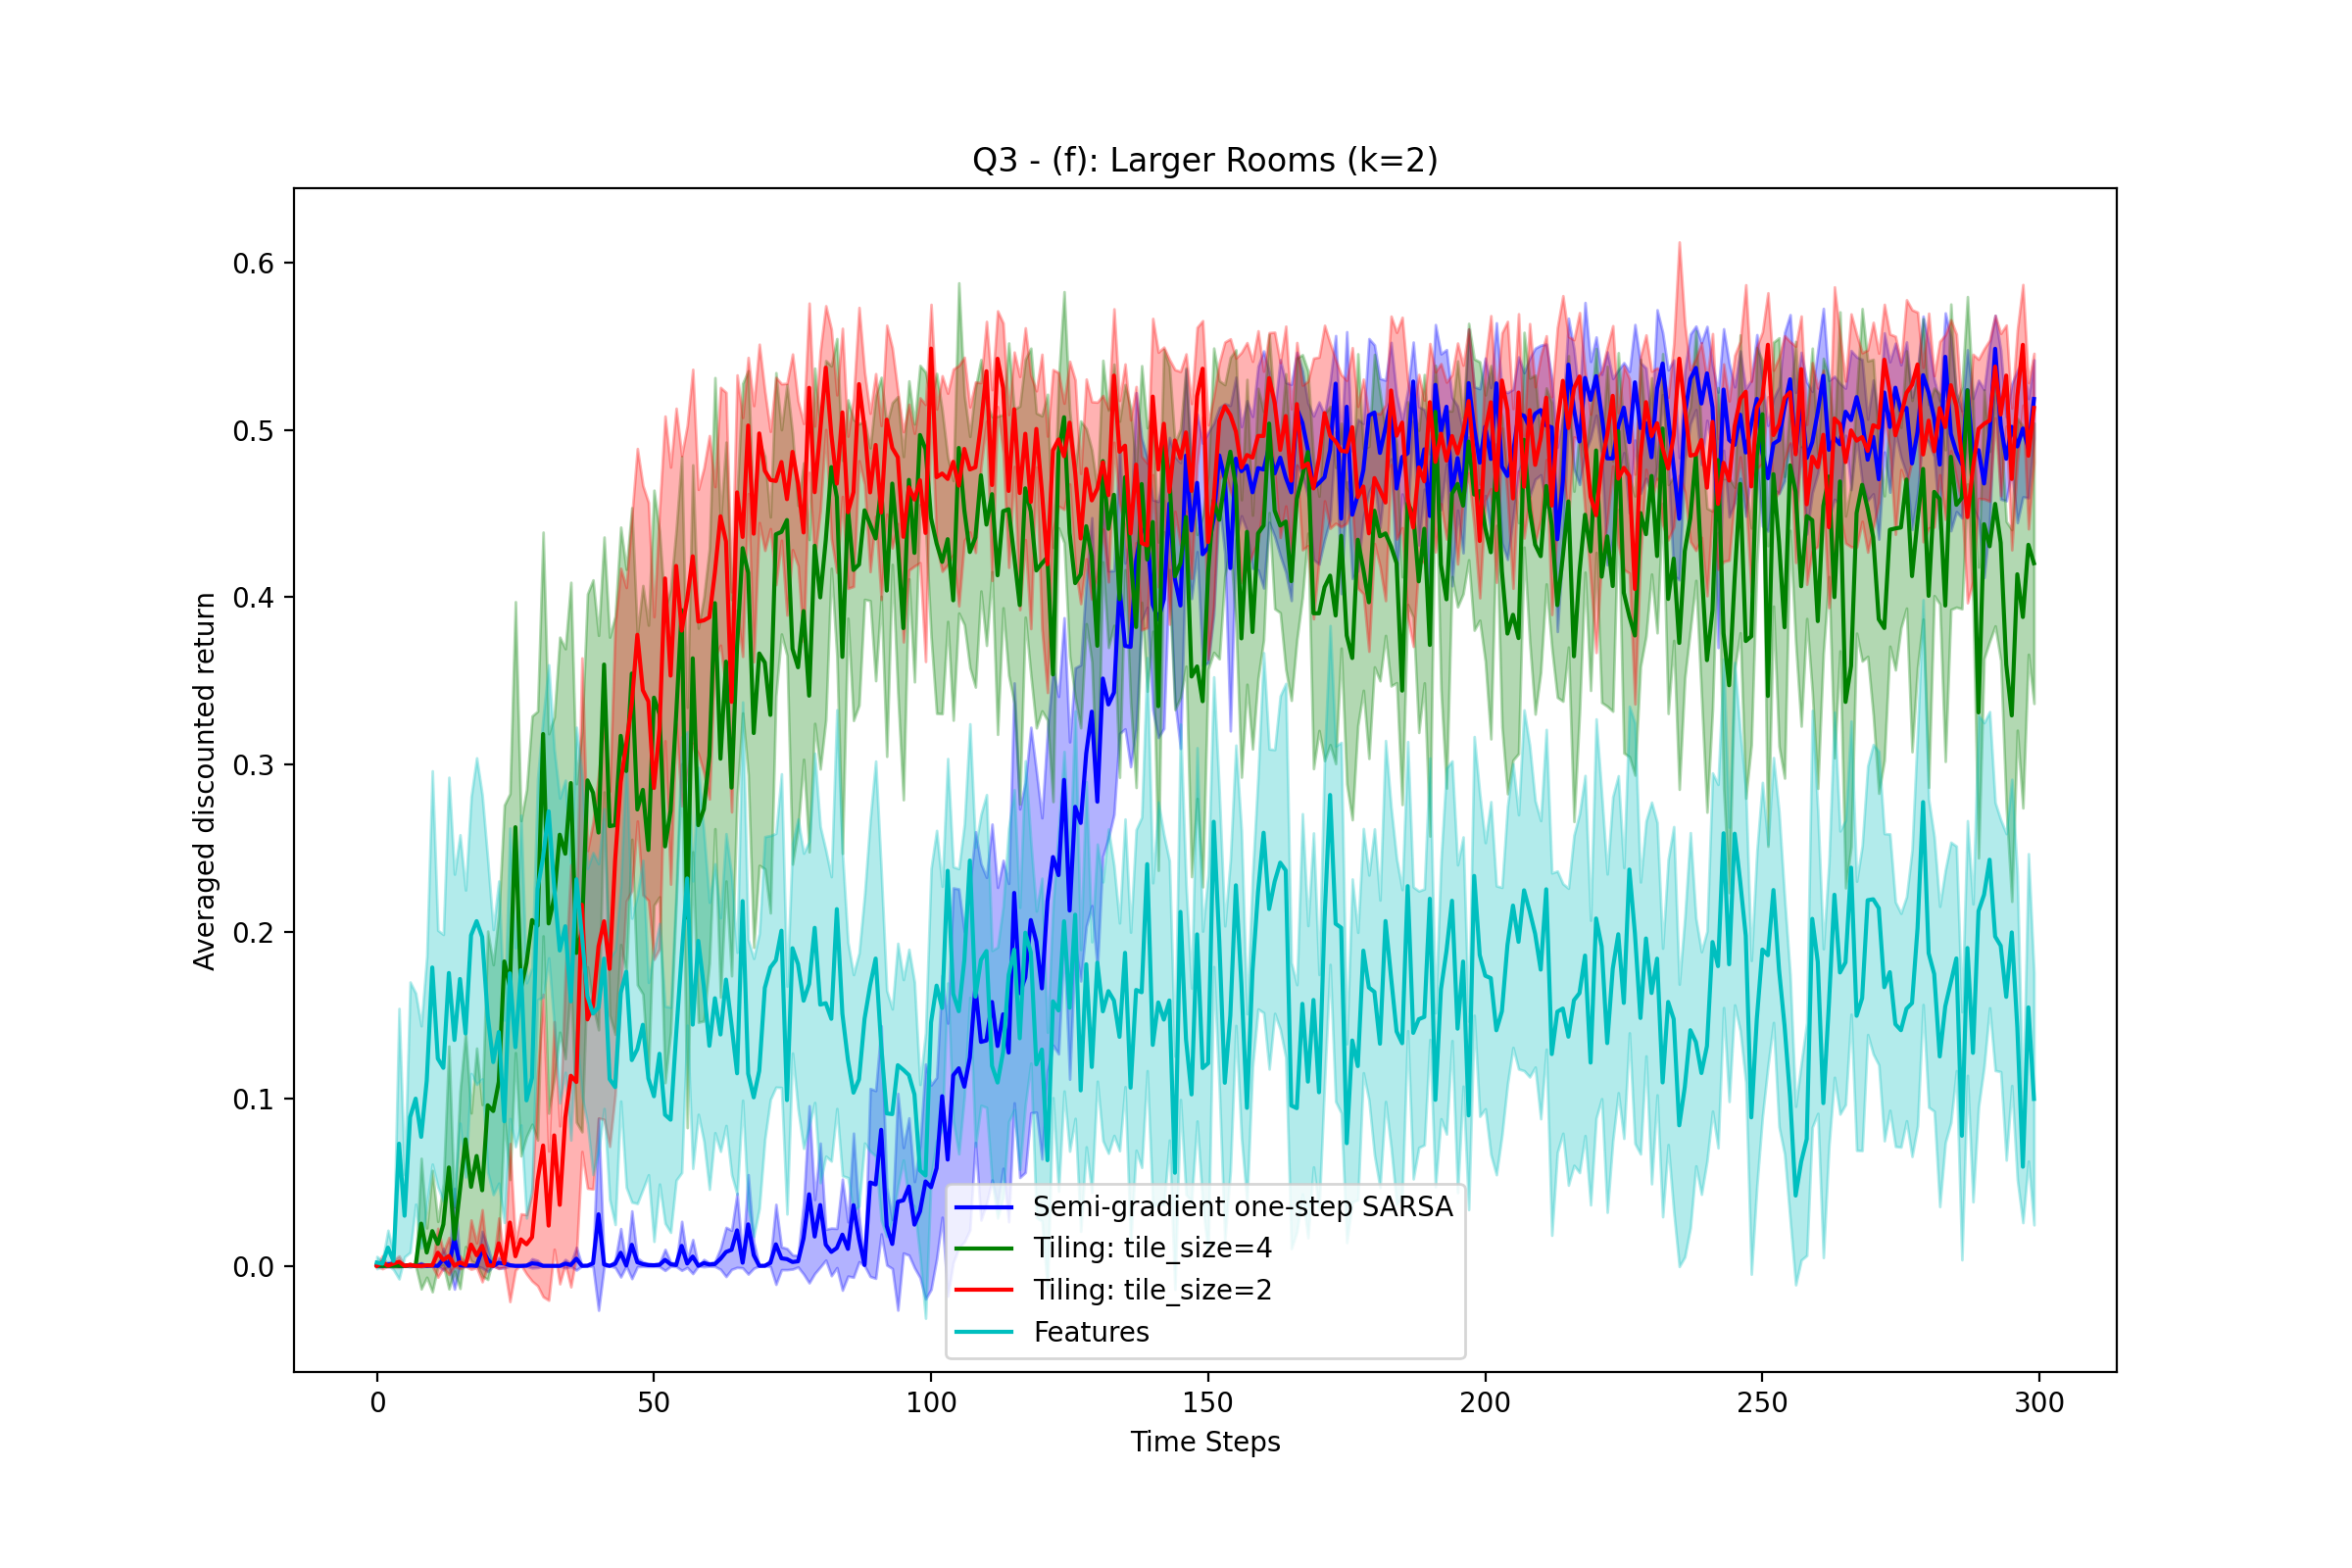 Q3 - (f): Larger Rooms (k=2)
Averaged discounted return
0.6
0.5
0.4
0.3
0.2
0.1
0.0
Semi-gradient one-step SARSA
Tiling: tile_size=4
Tiling: tile_size=2
Features
0 50 100 150 200 250 300
Time Steps